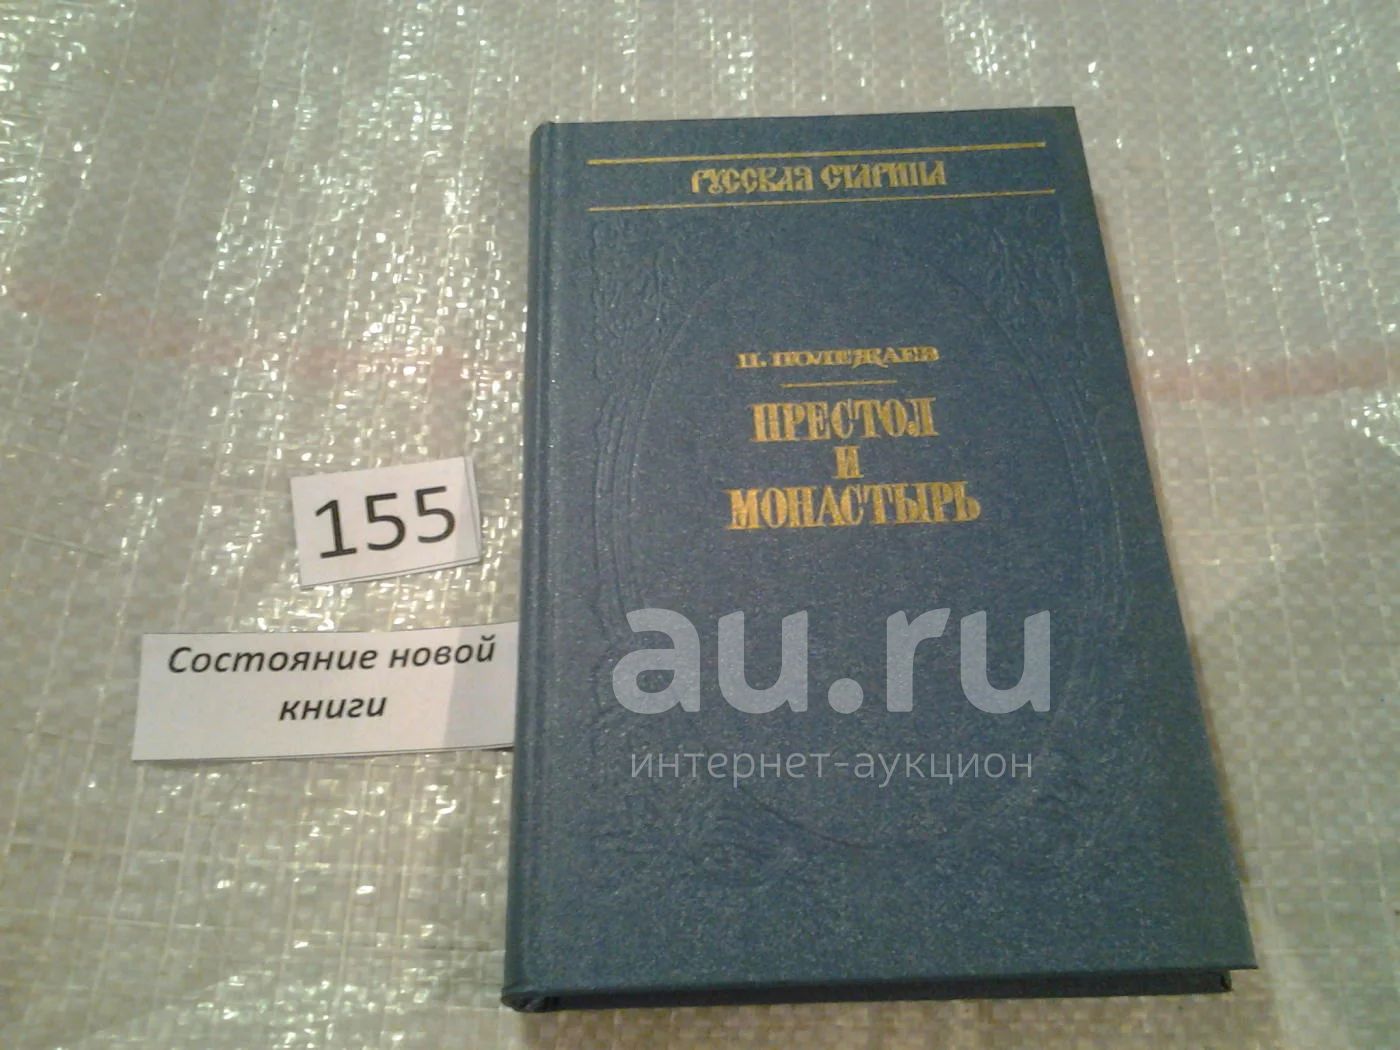 РУССКАЯ СТАРИНА
П. ПОЛЕЖАЕВ
ПРЕСТОЛ
И
МОНАСТЫРЬ
155
Состояние новой
книги
au.ru
интернет-аукцион